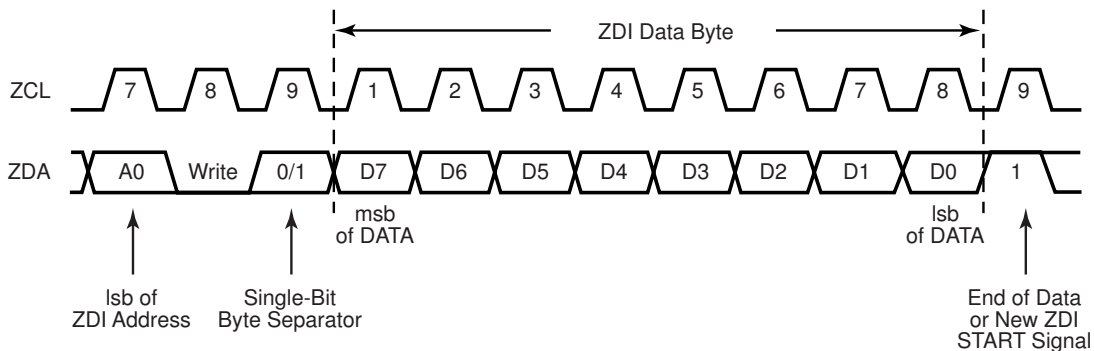 ZDI Data Byte
ZCL 7 8 9 1 2 3 4 5 6 7 8 9
ZDA A0 Write 0/1 D7 D6 D5 D4 D3 D2 D1 D0 1
msb
of DATA
lsb
of DATA
lsb of
ZDI Address
Single-Bit
Byte Separator
End of Data
or New ZDI
START Signal